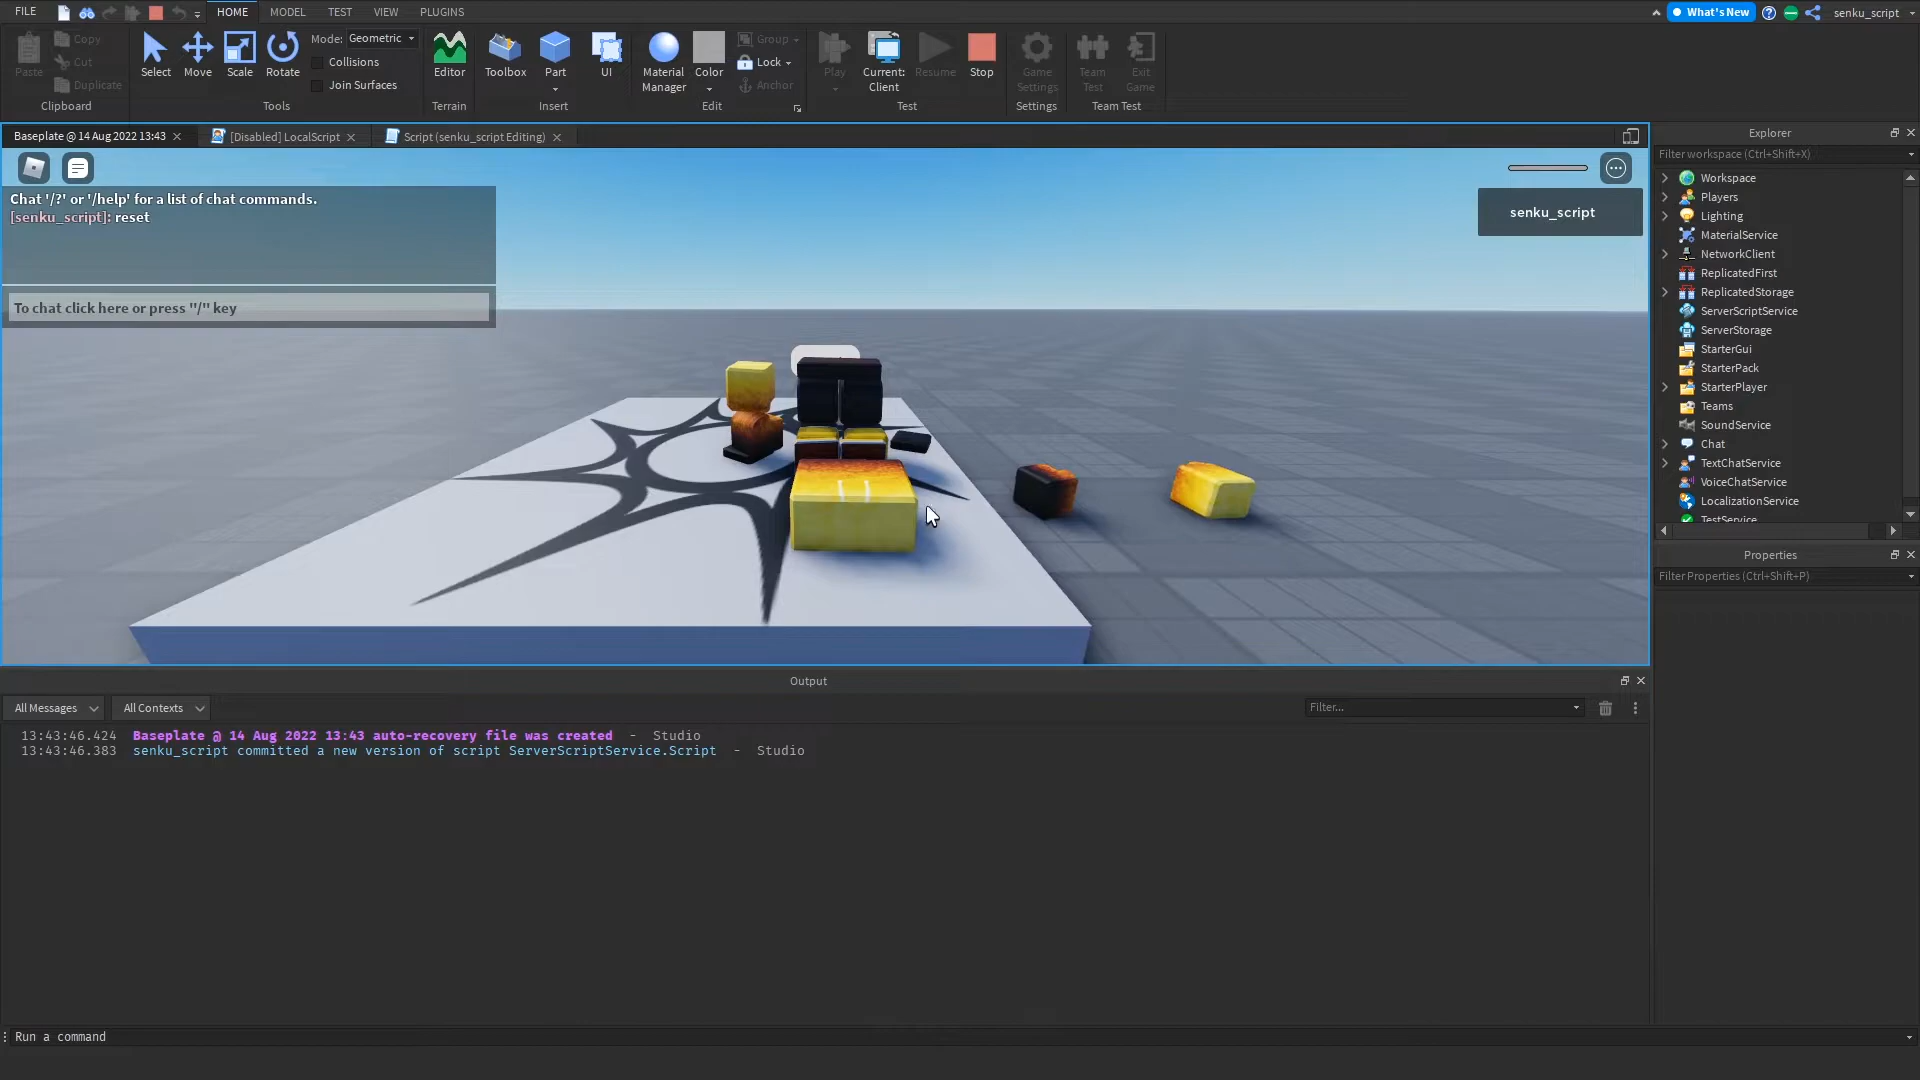 FILE
HOME
MODEL
TEST
VIEW
PLUGINS
What's New
senku_script
Paste
Copy
Cut
Duplicate
Clipboard
Select
Move
Scale
Rotate
Mode: Geometric
Collisions
Join Surfaces
Tools
Editor
Terrain
Toolbox
Part
UI
Insert
Material
Manager
Color
Group
Lock
Anchor
Edit
Play
Current:
Client
Resume
Stop
Test
Game
Settings
Settings
Team
Test
Exit
Game
Team Test
Baseplate @ 14 Aug 2022 13:43
[Disabled] LocalScript
Script (senku_script Editing)
Chat '/?' or '/help' for a list of chat commands.
[senku_script]: reset
To chat click here or press "/" key
senku_script
Explorer
Filter workspace (Ctrl+Shift+X)
Workspace
Players
Lighting
MaterialService
NetworkClient
ReplicatedFirst
ReplicatedStorage
ServerScriptService
ServerStorage
StarterGui
StarterPack
StarterPlayer
Teams
SoundService
Chat
TextChatService
VoiceChatService
LocalizationService
TestService
Properties
Filter Properties (Ctrl+Shift+P)
Output
All Messages
All Contexts
Filter...
13:43:46.424 Baseplate @ 14 Aug 2022 13:43 auto-recovery file was created - Studio
13:43:46.383 senku_script committed a new version of script ServerScriptService.Script - Studio
Run a command